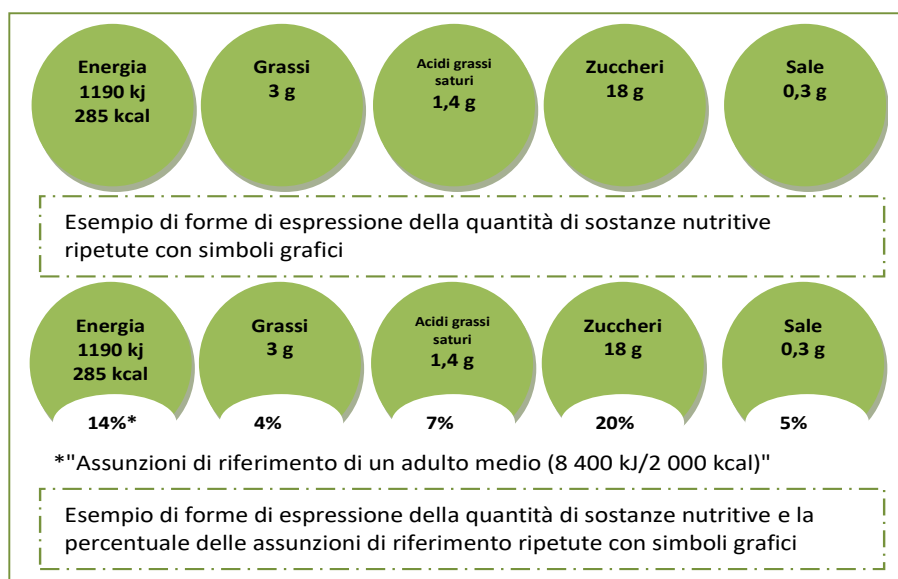 Energia
1190 kj
285 kcal
Grassi
3 g
Acidi grassi
saturi
1,4 g
Zuccheri
18 g
Sale
0,3 g
Esempio di forme di espressione della quantità di sostanze nutritive
ripetute con simboli grafici
Energia
1190 kj
285 kcal
14%*
Grassi
3 g
4%
Acidi grassi
saturi
1,4 g
7%
Zuccheri
18 g
20%
Sale
0,3 g
5%
*"Assunzioni di riferimento di un adulto medio (8 400 kJ/2 000 kcal)"
Esempio di forme di espressione della quantità di sostanze nutritive e la
percentuale delle assunzioni di riferimento ripetute con simboli grafici